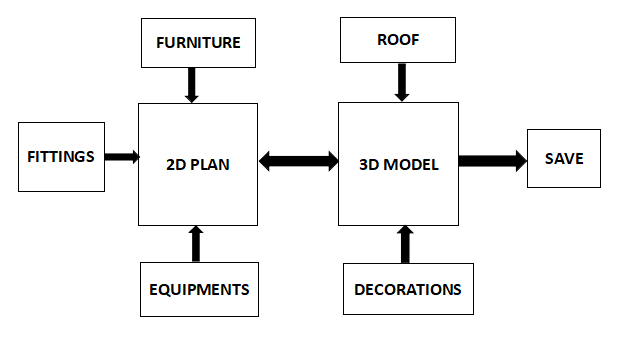 FURNITURE
ROOF
FITTINGS
2D PLAN
3D MODEL
SAVE
EQUIPMENTS
DECORATIONS